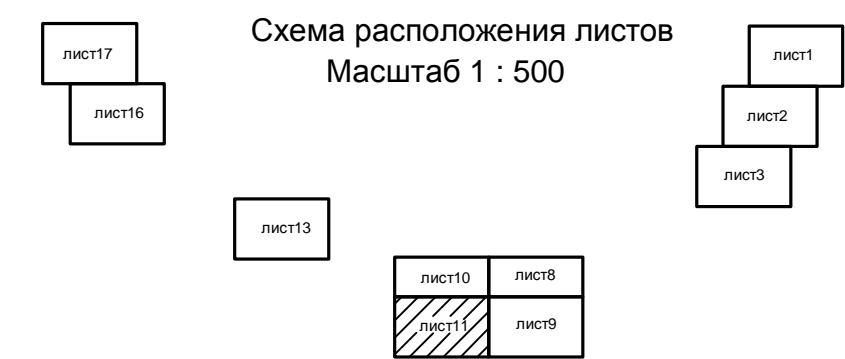 Схема расположения листов
Масштаб 1 : 500
лист17
лист1
лист16
лист2
лист3
лист13
лист10
лист8
лист11
лист9